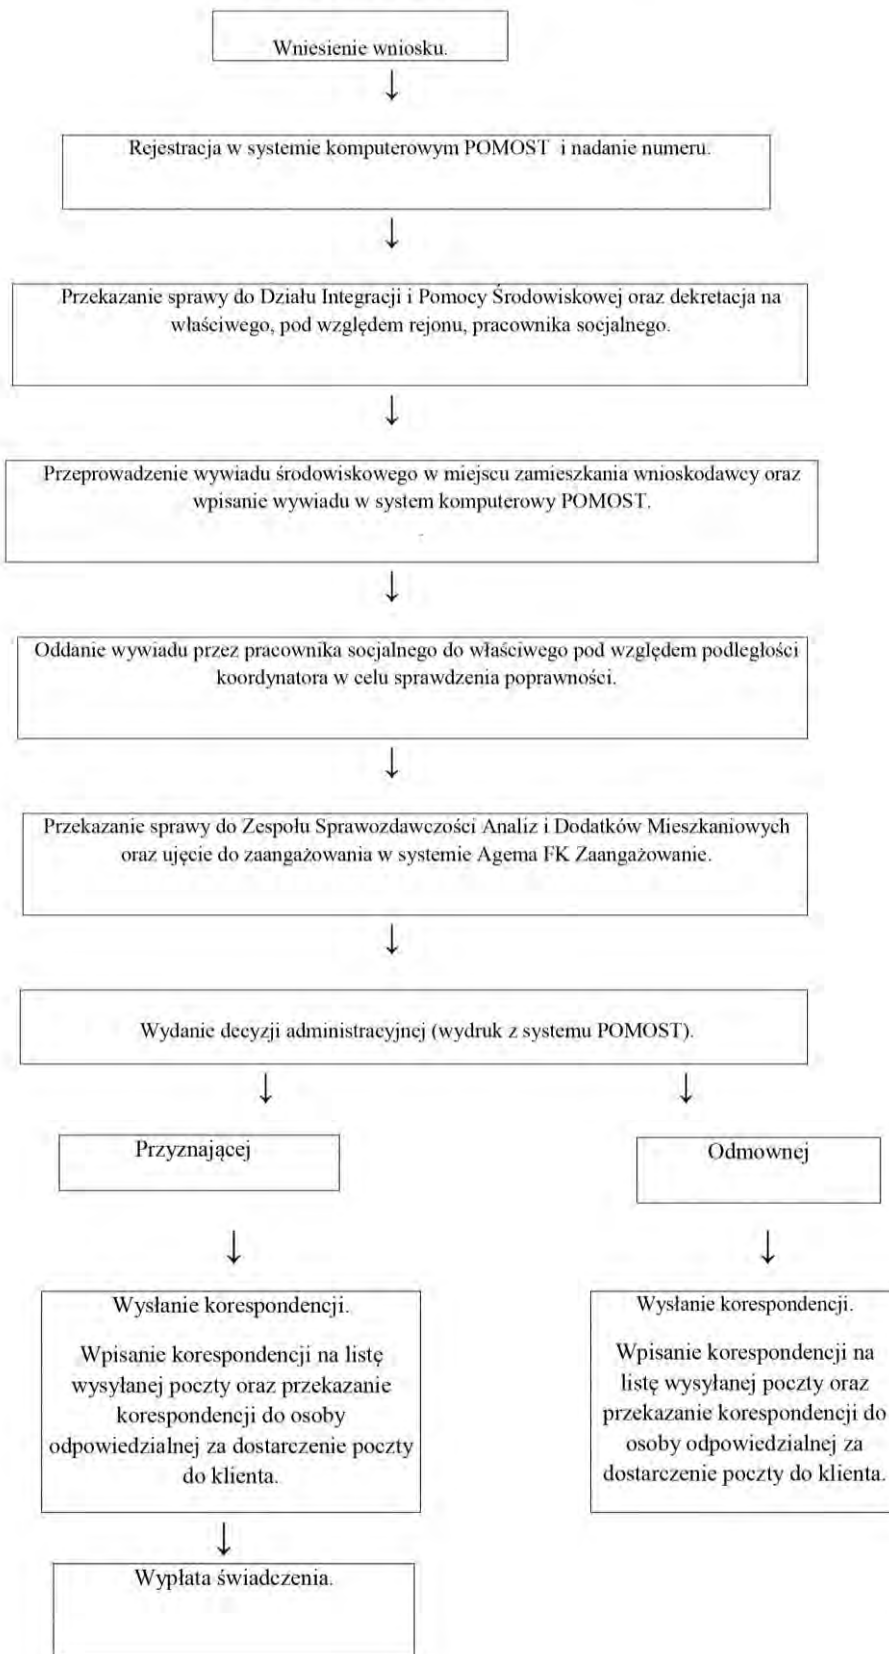 Wniesienie wniosku.
↓
Rejestracja w systemie komputerowym POMOST i nadanie numeru.
↓
Przekazanie sprawy do Działu Integracji i Pomocy Środowiskowej oraz dekretacja na
właściwego, pod względem rejonu, pracownika socjalnego.
↓
Przeprowadzenie wywiadu środowiskowego w miejscu zamieszkania wnioskodawcy oraz
wpisanie wywiadu w system komputerowy POMOST.
↓
Oddanie wywiadu przez pracownika socjalnego do właściwego pod względem podległości
koordynatora w celu sprawdzenia poprawności.
↓
Przekazanie sprawy do Zespołu Sprawozdawczości Analiz i Dodatków Mieszkaniowych
oraz ujęcie do zaangażowania w systemie Agema FK Zaangażowanie.
↓
Wydanie decyzji administracyjnej (wydruk z systemu POMOST).
↓ ↓
Przyznającej
↓
Wysłanie korespondencji.
Wpisanie korespondencji na listę
wysyłanej poczty oraz przekazanie
korespondencji do osoby
odpowiedzialnej za dostarczenie poczty
do klienta.
↓
Wypłata świadczenia.
Odmownej
↓
Wysłanie korespondencji.
Wpisanie korespondencji na
listę wysyłanej poczty oraz
przekazanie korespondencji do
osoby odpowiedzialnej za
dostarczenie poczty do klienta.